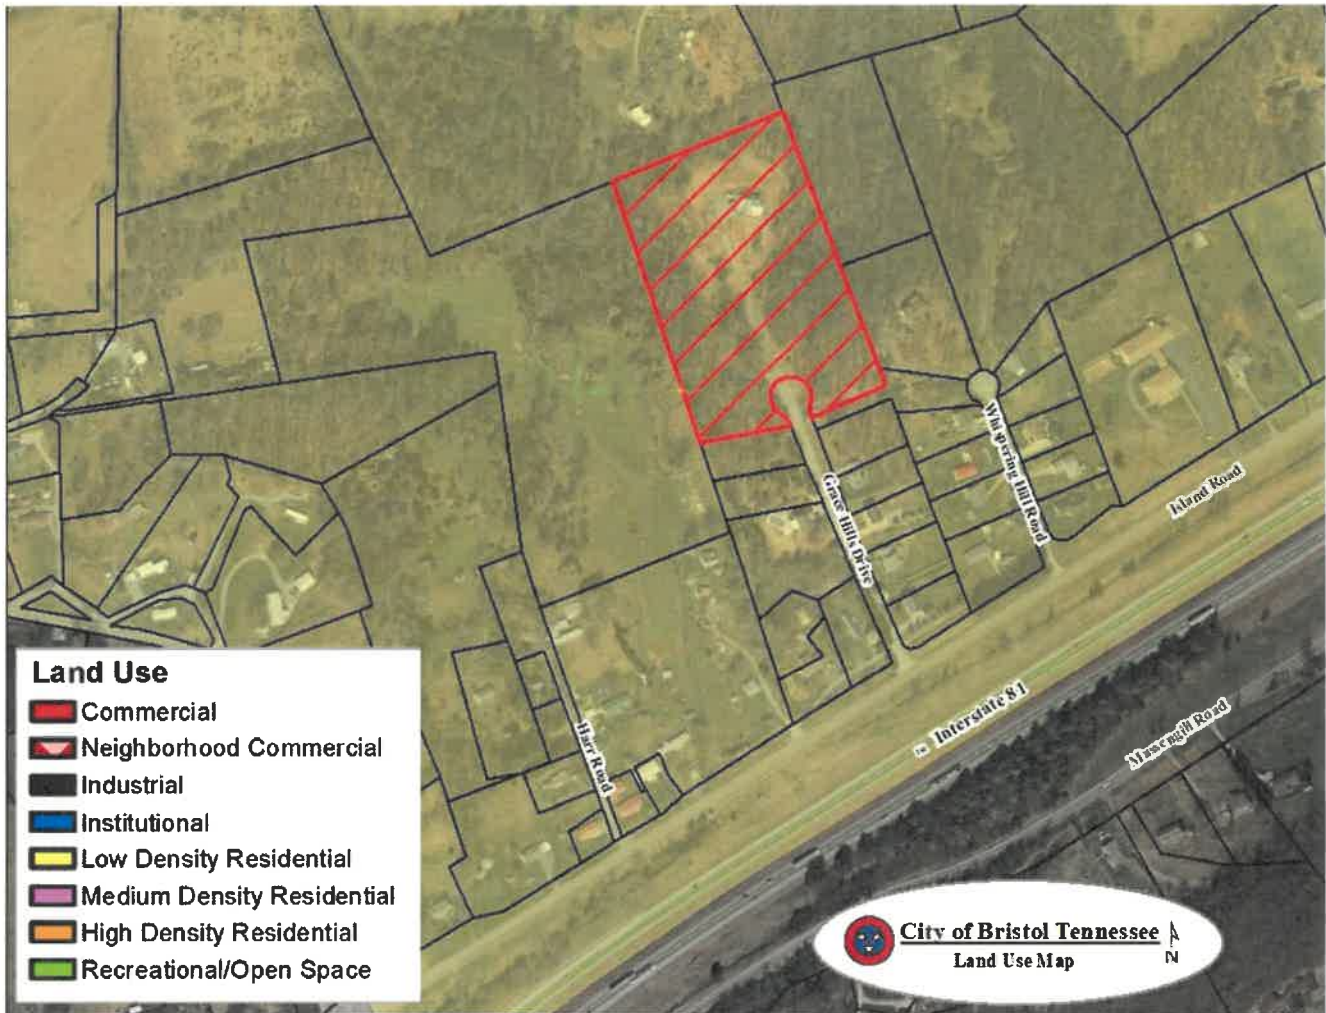 Grace Hills Drive
Whispering Hill Road
Island Road
Harr Road
Interstate 81
Massengill Road
Land Use
Commercial
Neighborhood Commercial
Industrial
Institutional
Low Density Residential
Medium Density Residential
High Density Residential
Recreational/Open Space
City of Bristol Tennessee
Land Use Map
N